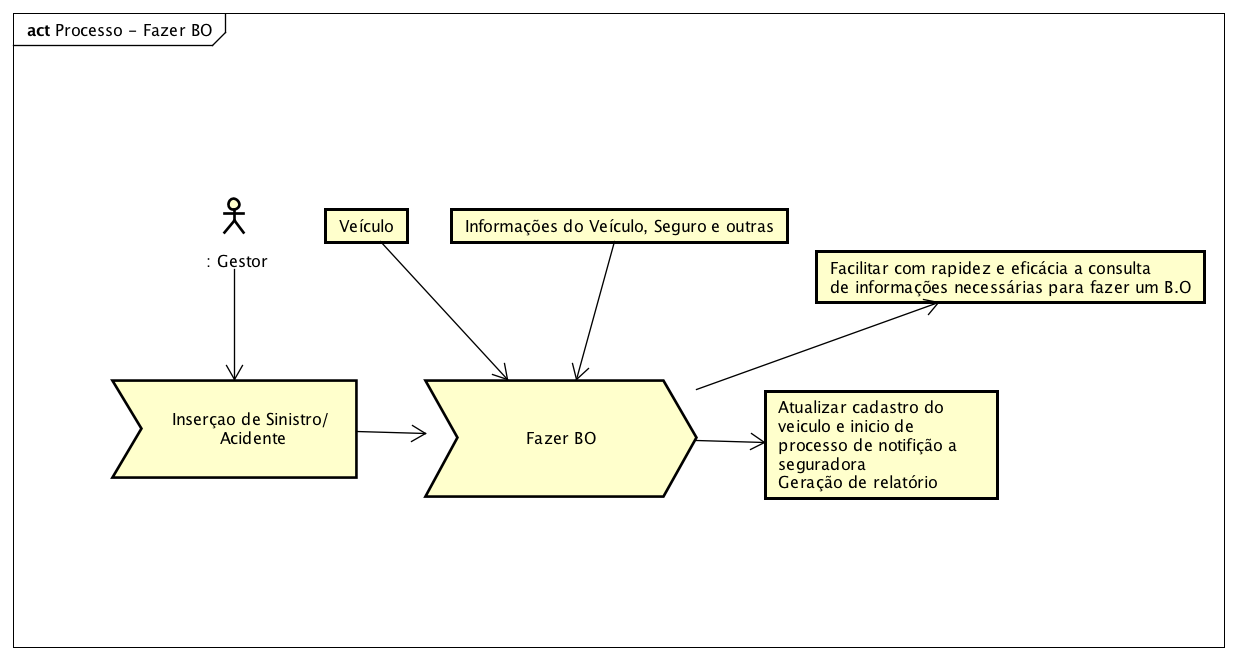 act Processo - Fazer BO
: Gestor
Veículo
Informações do Veículo, Seguro e outras
Facilitar com rapidez e eficácia a consulta
de informações necessárias para fazer um B.O
Inserçao de Sinistro/
Acidente
Fazer BO
Atualizar cadastro do
veiculo e inicio de
processo de notifição a
seguradora
Geração de relatório